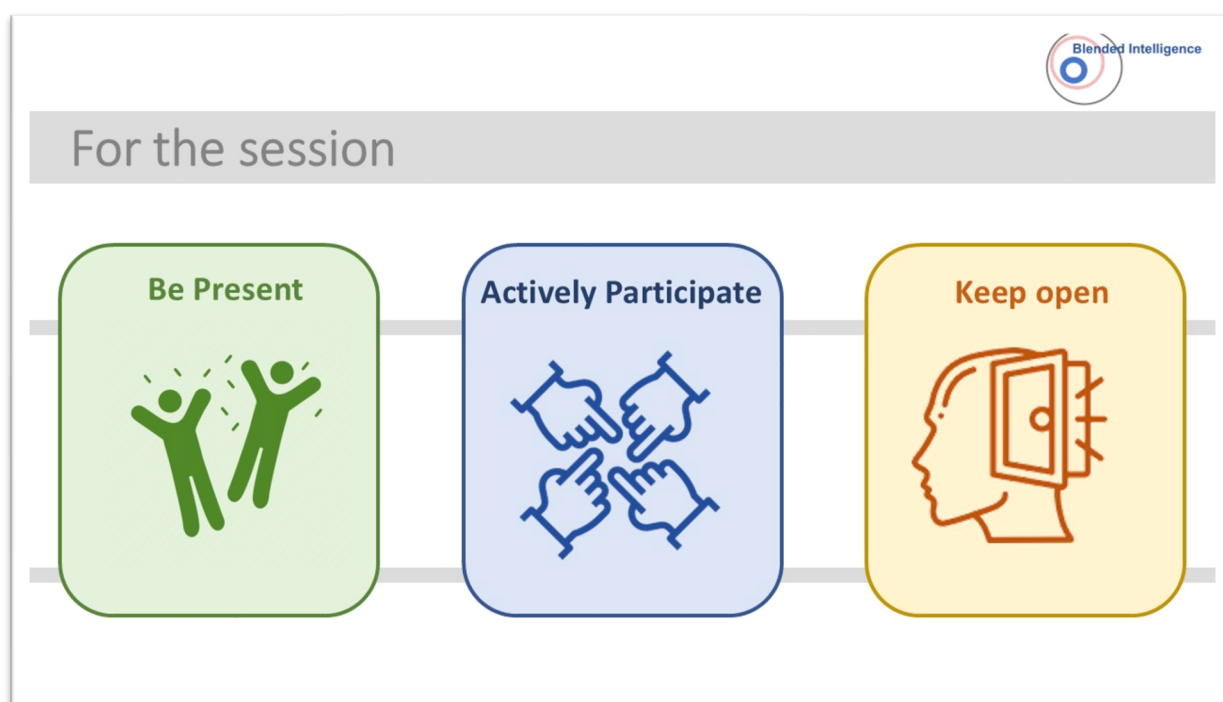 Blended Intelligence
For the session
Be Present
Actively Participate
Keep open